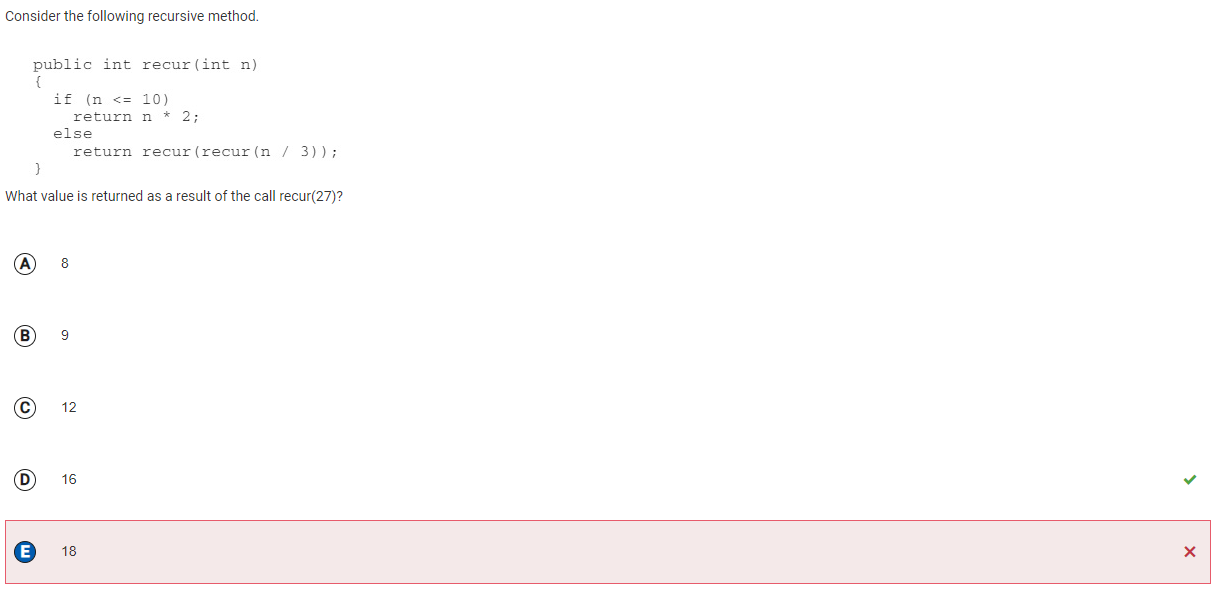 Consider the following recursive method.
public int recur(int n)
{
if (n <= 10)
return n * 2;
else
return recur(recur(n / 3));
}
What value is returned as a result of the call recur(27)?
A 8
B 9
C 12
D 16
E 18